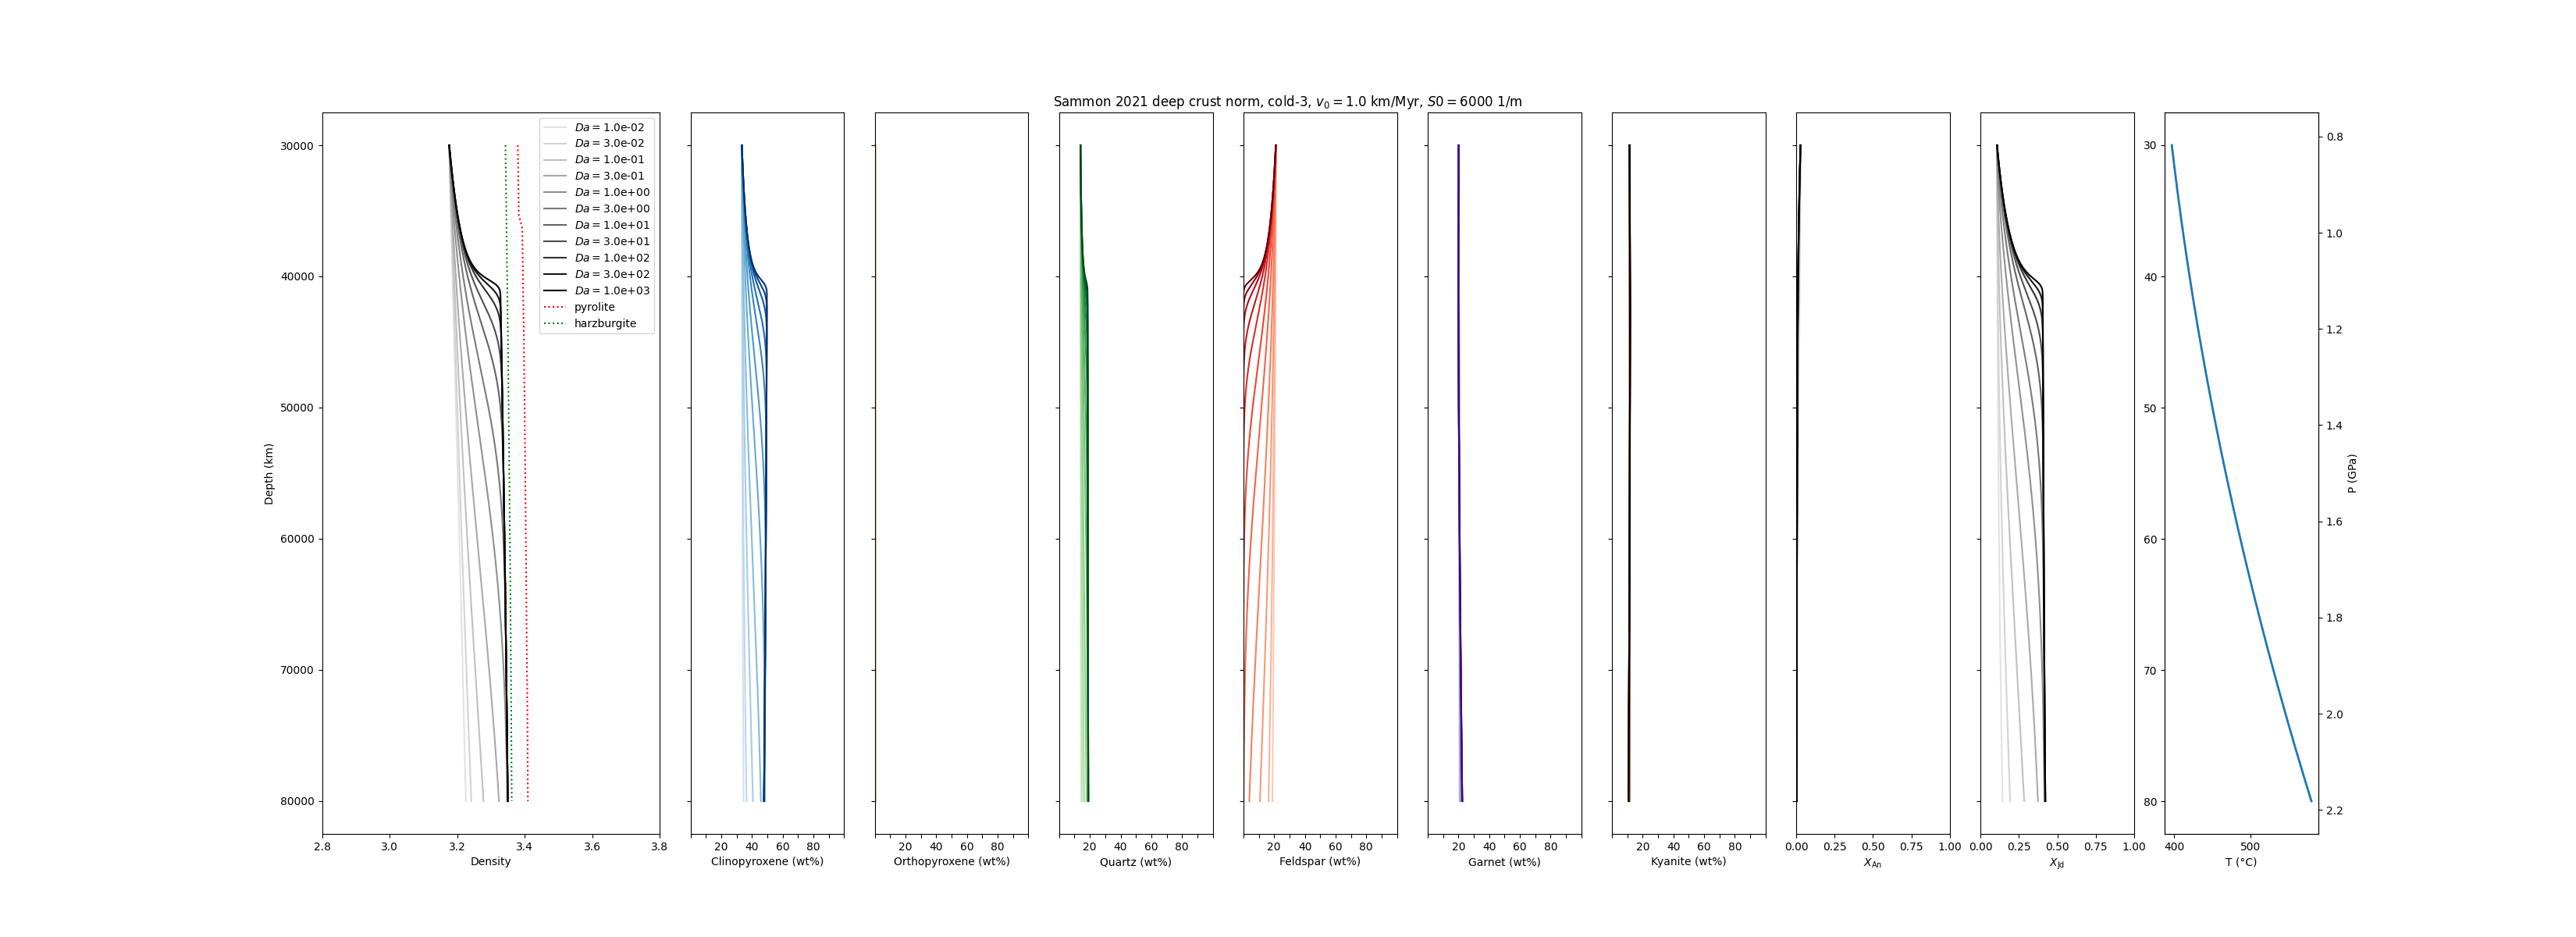 Sammon 2021 deep crust norm, cold-3, v₀ = 1.0 km/Myr, S0 = 6000 1/m
Da = 1.0e-02
Da = 3.0e-02
Da = 1.0e-01
Da = 3.0e-01
Da = 1.0e+00
Da = 3.0e+00
Da = 1.0e+01
Da = 3.0e+01
Da = 1.0e+02
Da = 3.0e+02
Da = 1.0e+03
pyrolite
harzburgite
Depth (km)
30000
40000
50000
60000
70000
80000
2.8 3.0 3.2 3.4 3.6 3.8
Density
20 40 60 80
Clinopyroxene (wt%)
20 40 60 80
Orthopyroxene (wt%)
20 40 60 80
Quartz (wt%)
20 40 60 80
Feldspar (wt%)
20 40 60 80
Garnet (wt%)
20 40 60 80
Kyanite (wt%)
0.00 0.25 0.50 0.75 1.00
X_An
0.00 0.25 0.50 0.75 1.00
X_Jd
30
40
50
60
70
80
400 500
T (°C)
0.8
1.0
1.2
1.4
1.6
1.8
2.0
2.2
P (GPa)